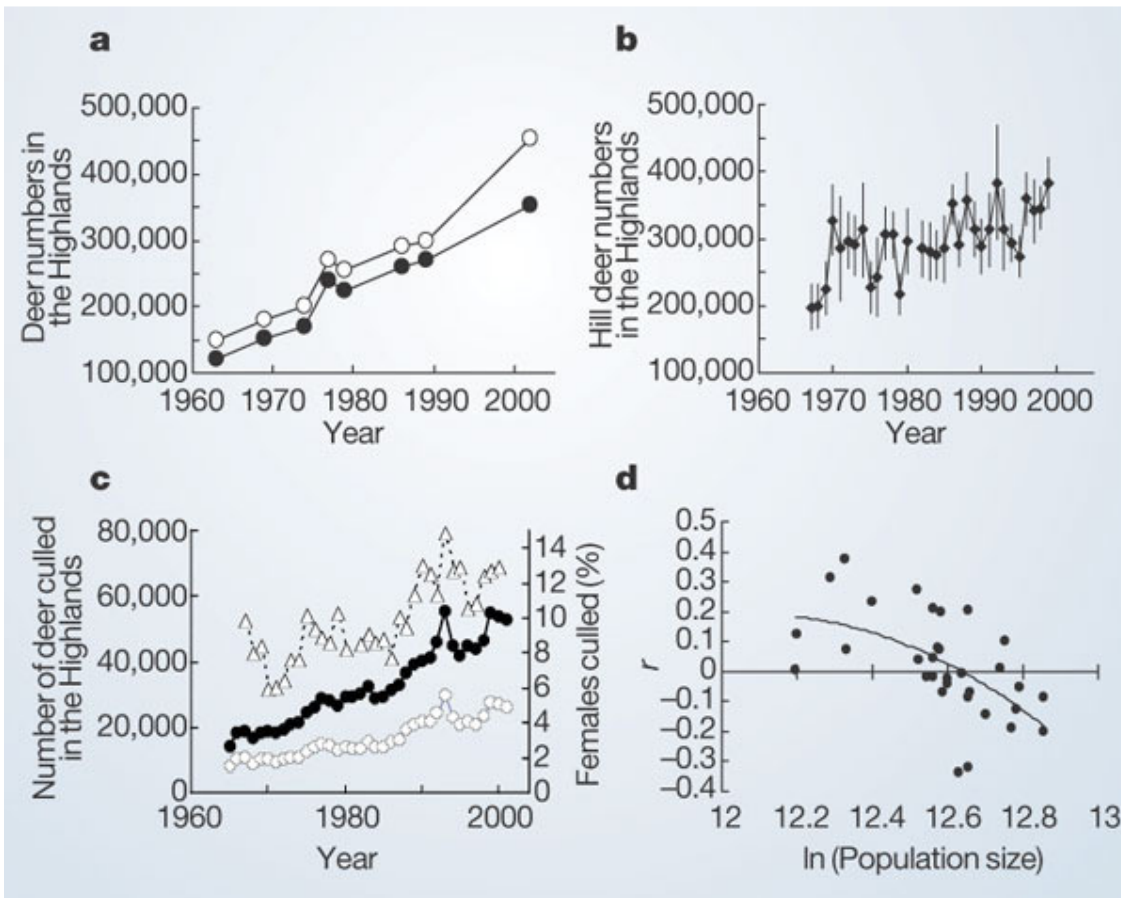 a
Deer numbers in
the Highlands
500,000
400,000
300,000
200,000
100,000
1960 1970 1980 1990 2000
Year
b
Hill deer numbers
in the Highlands
500,000
400,000
300,000
200,000
100,000
1960 1970 1980 1990 2000
Year
c
Number of deer culled
in the Highlands
80,000
60,000
40,000
20,000
0
14
12
10
8
6
4
2
0
Females culled (%)
1960 1980 2000
Year
d
r
0.5
0.4
0.3
0.2
0.1
0
–0.1
–0.2
–0.3
–0.4
12 12.2 12.4 12.6 12.8 13
ln (Population size)